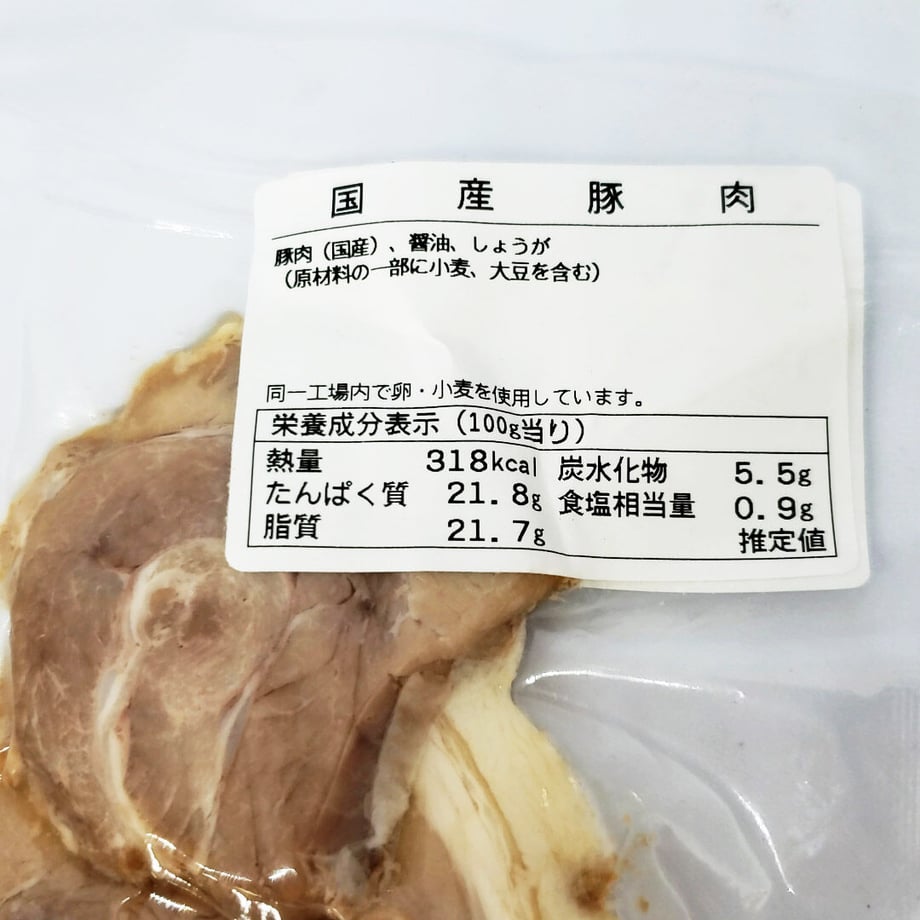 国産豚肉
豚肉（国産）、醤油、しょうが
（原材料の一部に小麦、大豆を含む）
同一工場内で卵・小麦を使用しています。
栄養成分表示（100g当り）
熱量 318kcal 炭水化物 5.5g
たんぱく質 21.8g 食塩相当量 0.9g
脂質 21.7g 推定値